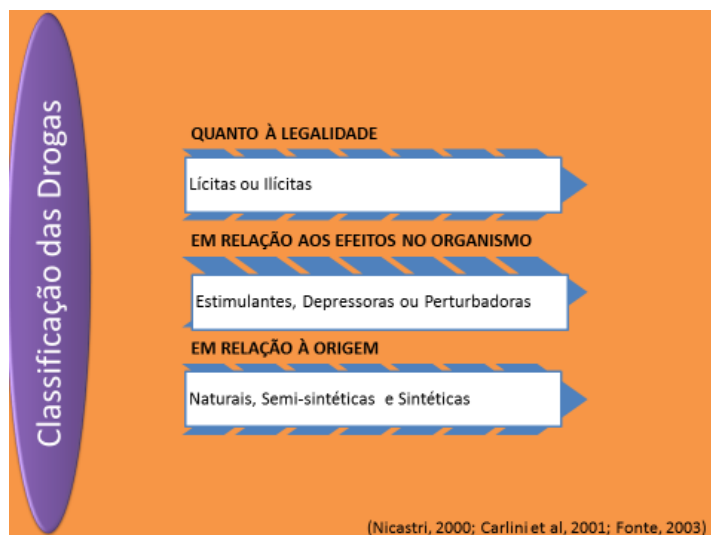 Classificação das Drogas
QUANTO À LEGALIDADE
Lícitas ou Ilícitas
EM RELAÇÃO AOS EFEITOS NO ORGANISMO
Estimulantes, Depressoras ou Perturbadoras
EM RELAÇÃO À ORIGEM
Naturais, Semi-sintéticas e Sintéticas
(Nicastri, 2000; Carlini et al, 2001; Fonte, 2003)